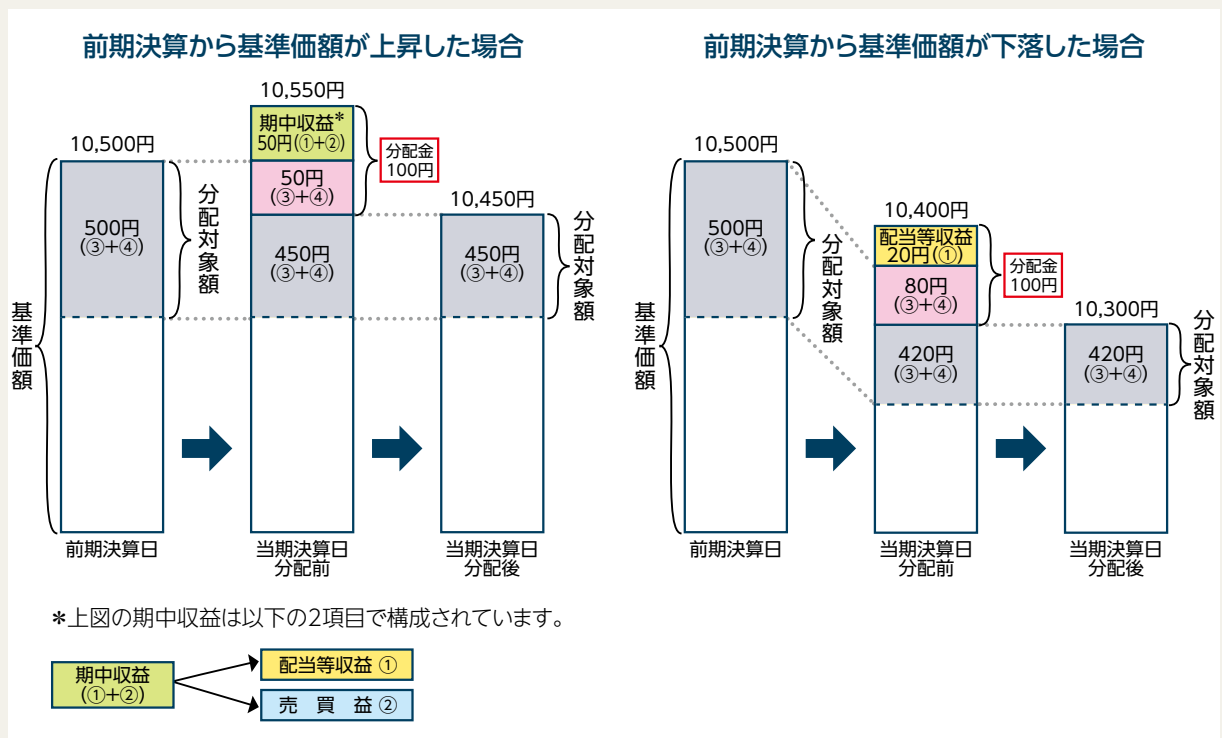 前期決算から基準価額が上昇した場合
10,500円
500円
(③+④)
分配対象額
基準価額
前期決算日
10,550円
期中収益*
50円(①+②)
50円
(③+④)
450円
(③+④)
分配金
100円
当期決算日
分配前
10,450円
450円
(③+④)
分配対象額
当期決算日
分配後
前期決算から基準価額が下落した場合
10,500円
500円
(③+④)
分配対象額
基準価額
前期決算日
10,400円
配当等収益
20円(①)
80円
(③+④)
420円
(③+④)
分配金
100円
当期決算日
分配前
10,300円
420円
(③+④)
分配対象額
当期決算日
分配後
*上図の期中収益は以下の2項目で構成されています。
期中収益
(①+②)
配当等収益 ①
売 買 益 ②